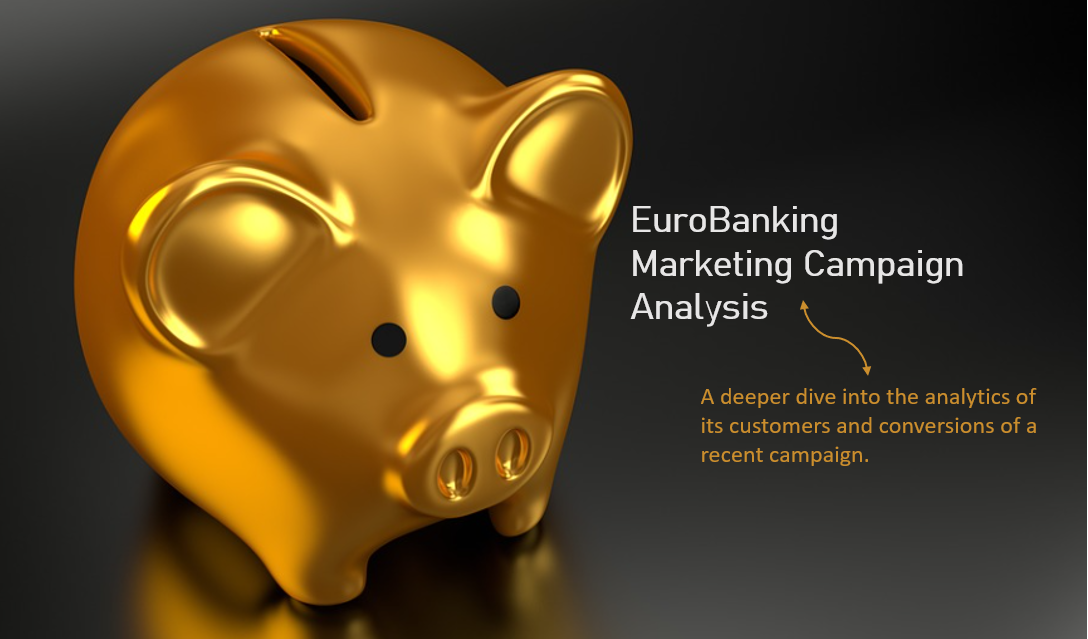 EuroBanking
Marketing Campaign
Analysis
A deeper dive into the analytics of
its customers and conversions of a
recent campaign.